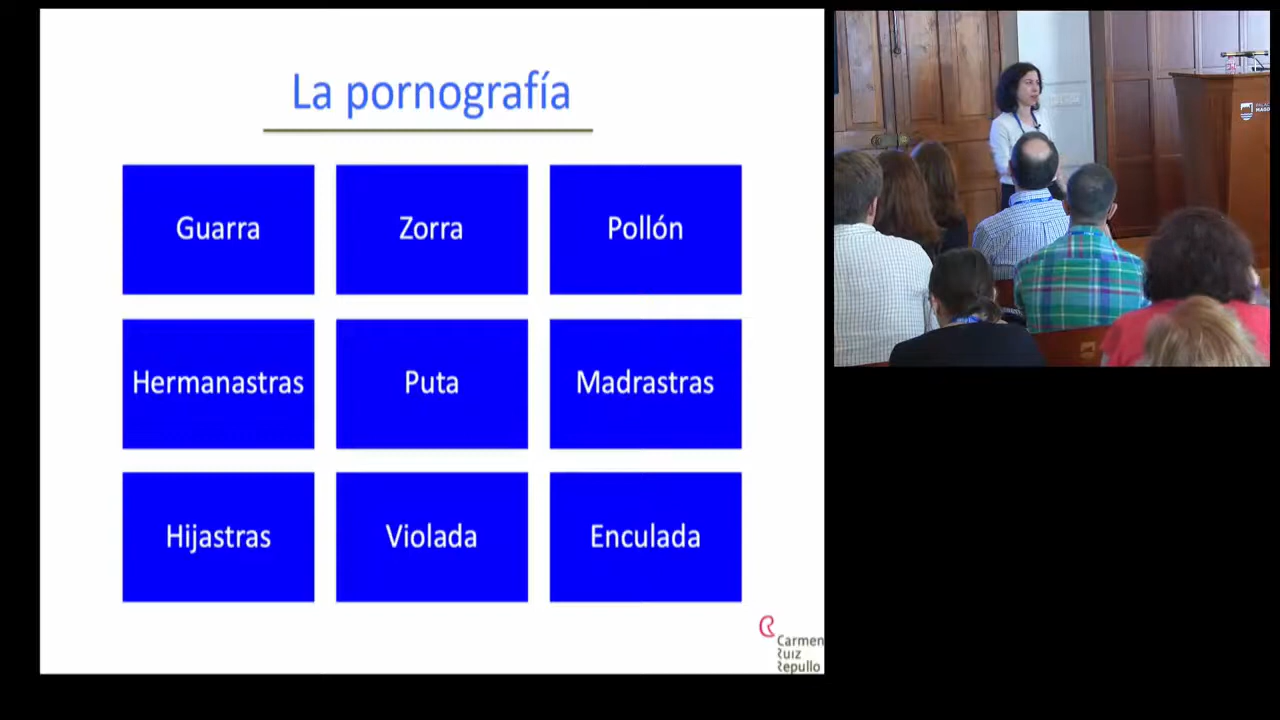 La pornografía
Guarra
Zorra
Pollón
Hermanastras
Puta
Madrastras
Hijastras
Violada
Enculada
Carmen
Ruiz
Repullo